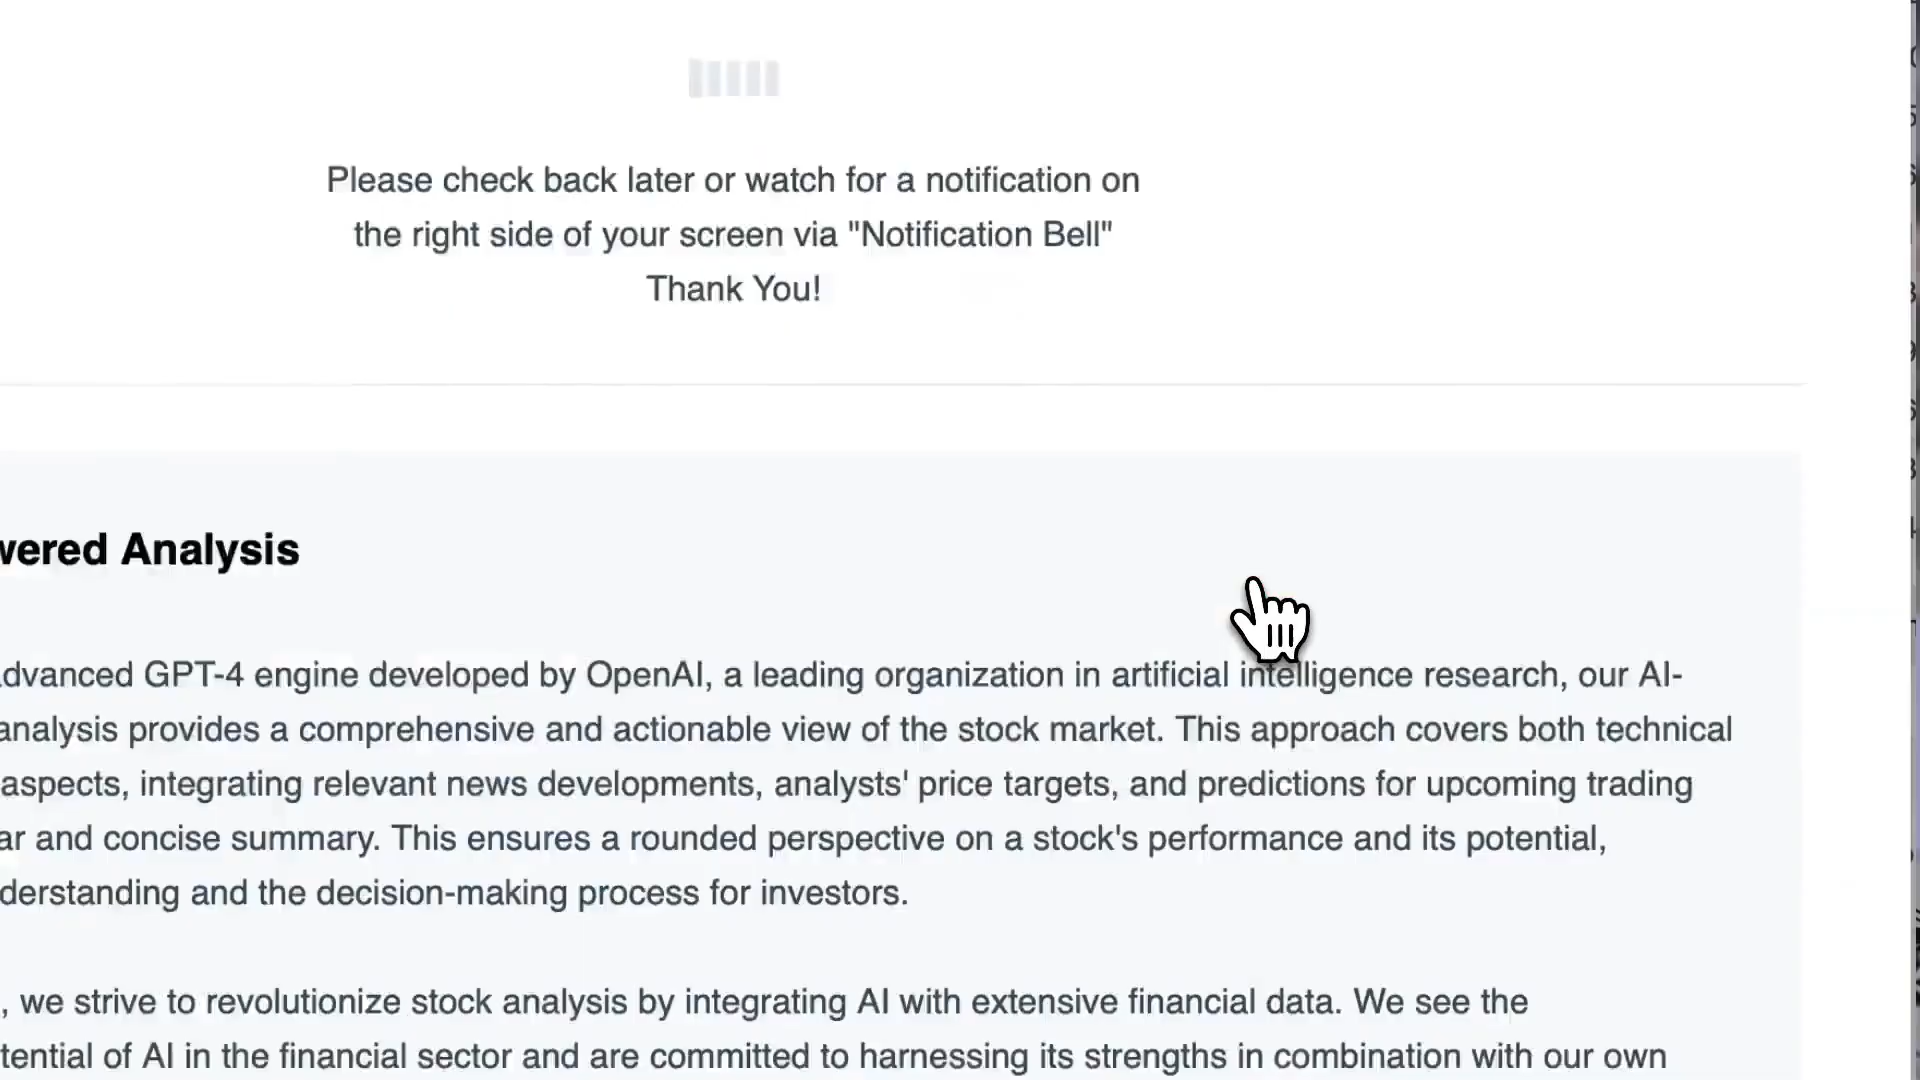 Please check back later or watch for a notification on
the right side of your screen via "Notification Bell"
Thank You!
wered Analysis
dvanced GPT-4 engine developed by OpenAI, a leading organization in artificial intelligence research, our AI-
analysis provides a comprehensive and actionable view of the stock market. This approach covers both technical
aspects, integrating relevant news developments, analysts' price targets, and predictions for upcoming trading
ar and concise summary. This ensures a rounded perspective on a stock's performance and its potential,
derstanding and the decision-making process for investors.
, we strive to revolutionize stock analysis by integrating AI with extensive financial data. We see the
tential of AI in the financial sector and are committed to harnessing its strengths in combination with our own